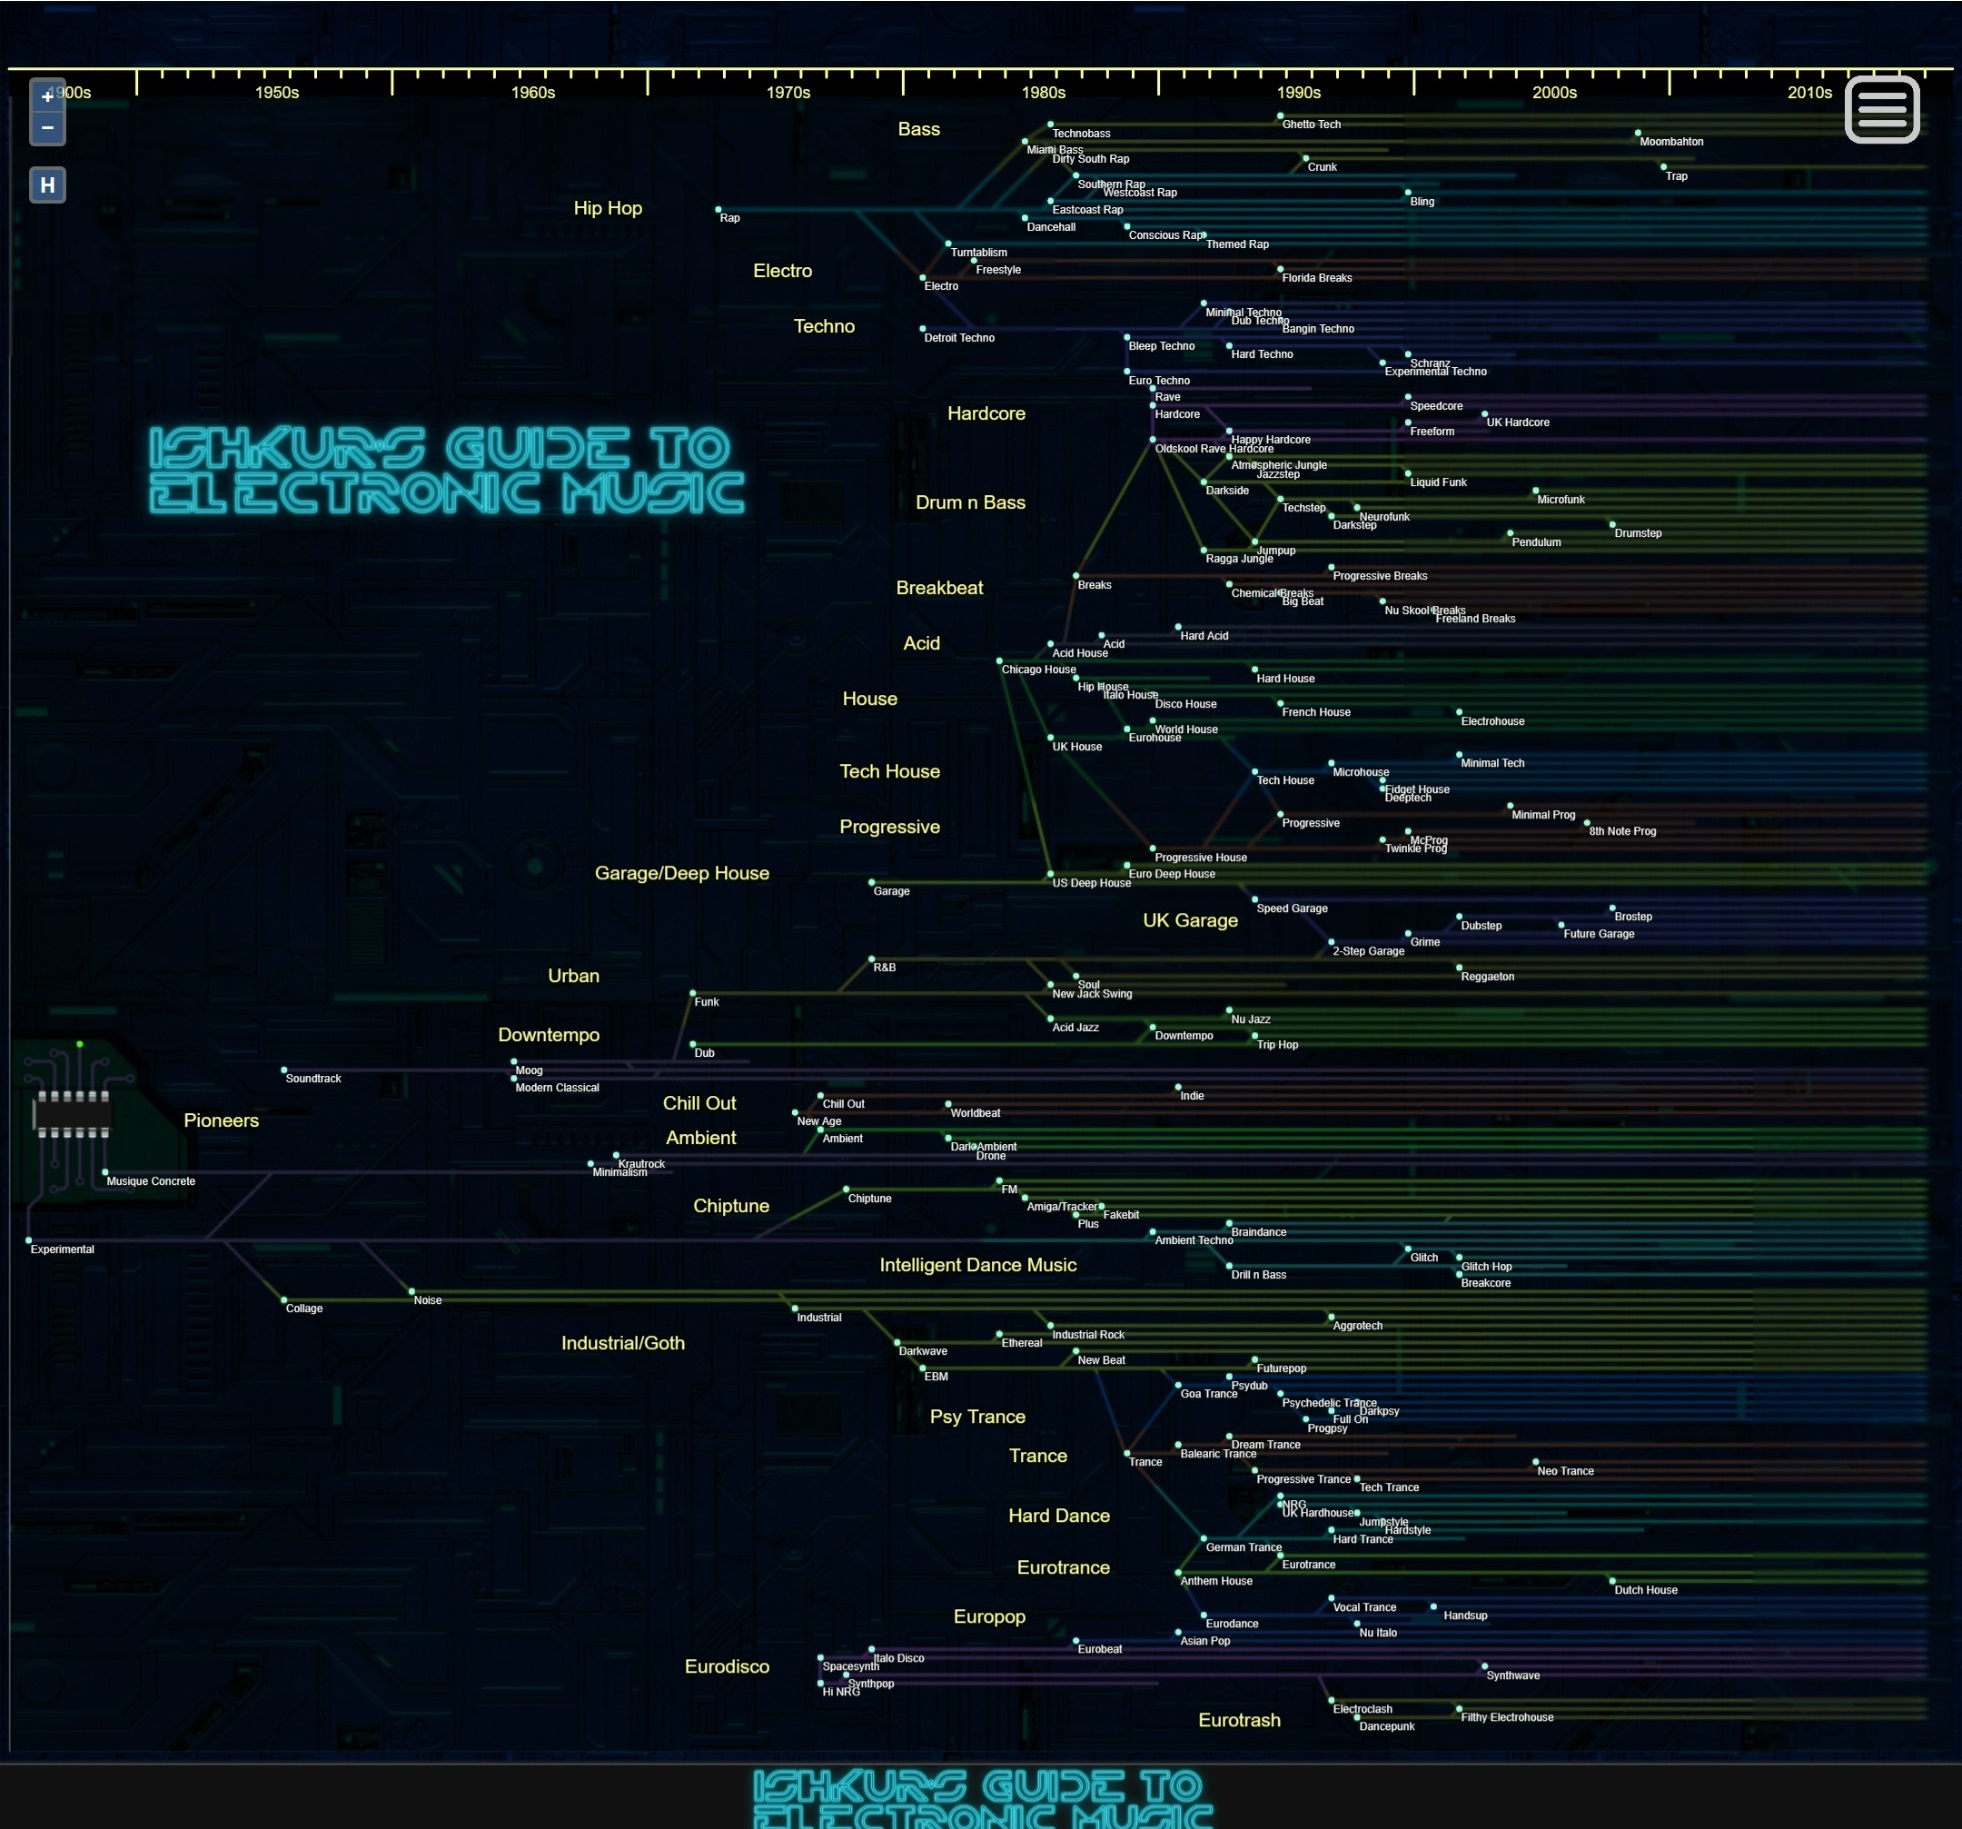 1900s
1950s
1960s
1970s
1980s
1990s
2000s
2010s
+
−
H
Bass
Technobass
Ghetto Tech
Miami Bass
Moombahton
Dirty South Rap
Crunk
Trap
Southern Rap
Westcoast Rap
Bling
Hip Hop
Rap
Eastcoast Rap
Dancehall
Conscious Rap
Themed Rap
Turntablism
Freestyle
Electro
Electro
Florida Breaks
Techno
Minimal Techno
Dub Techno
Bangin Techno
Detroit Techno
Bleep Techno
Hard Techno
Schranz
Experimental Techno
Euro Techno
Rave
Hardcore
Hardcore
Speedcore
UK Hardcore
Freeform
Happy Hardcore
Oldskool Rave Hardcore
ISHKURS GUIDE TO
ELECTRONIC MUSIC
Atmospheric Jungle
Jazzstep
Liquid Funk
Darkside
Microfunk
Drum n Bass
Techstep
Neurofunk
Darkstep
Drumstep
Pendulum
Jumpup
Ragga Jungle
Progressive Breaks
Breakbeat
Breaks
Chemical Breaks
Big Beat
Nu Skool Breaks
Freeland Breaks
Hard Acid
Acid
Acid
Acid House
Chicago House
Hard House
Hip House
Italo House
House
Disco House
French House
Electrohouse
World House
Eurohouse
UK House
Tech House
Minimal Tech
Microhouse
Tech House
Fidget House
Deeptech
Minimal Prog
Progressive
Progressive
8th Note Prog
McProg
Twinkle Prog
Progressive House
Garage/Deep House
Euro Deep House
US Deep House
Garage
Speed Garage
UK Garage
Brostep
Dubstep
Future Garage
Grime
2-Step Garage
R&B
Urban
Reggaeton
Soul
New Jack Swing
Funk
Nu Jazz
Acid Jazz
Downtempo
Downtempo
Trip Hop
Dub
Moog
Soundtrack
Modern Classical
Indie
Chill Out
Chill Out
Worldbeat
Pioneers
New Age
Ambient
Ambient
Dark Ambient
Drone
Krautrock
Minimalism
Musique Concrete
FM
Chiptune
Chiptune
Amiga/Tracker
Fakebit
Plus
Braindance
Ambient Techno
Experimental
Glitch
Intelligent Dance Music
Glitch Hop
Drill n Bass
Breakcore
Noise
Collage
Industrial
Aggrotech
Industrial Rock
Industrial/Goth
Ethereal
Darkwave
New Beat
Futurepop
EBM
Psydub
Goa Trance
Psychedelic Trance
Darkpsy
Psy Trance
Full On
Progpsy
Dream Trance
Trance
Balearic Trance
Trance
Neo Trance
Progressive Trance
Tech Trance
NRG
UK Hardhouse
Hard Dance
Jumpstyle
Hardstyle
Hard Trance
German Trance
Eurotrance
Eurotrance
Anthem House
Dutch House
Vocal Trance
Handsup
Europop
Eurodance
Nu Italo
Asian Pop
Eurobeat
Italo Disco
Eurodisco
Spacesynth
Synthwave
Synthpop
Hi NRG
Electroclash
Filthy Electrohouse
Eurotrash
Dancepunk
ISHKURS GUIDE TO
ELECTRONIC MUSIC